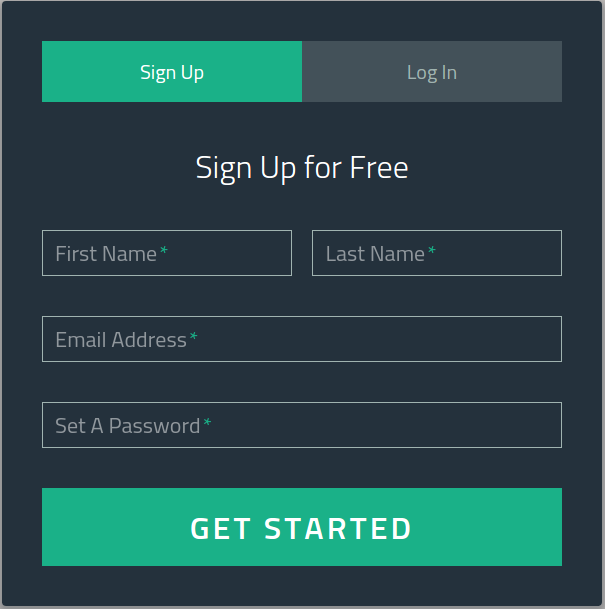 Sign Up Log In
Sign Up for Free
First Name* Last Name*
Email Address*
Set A Password*
GET STARTED